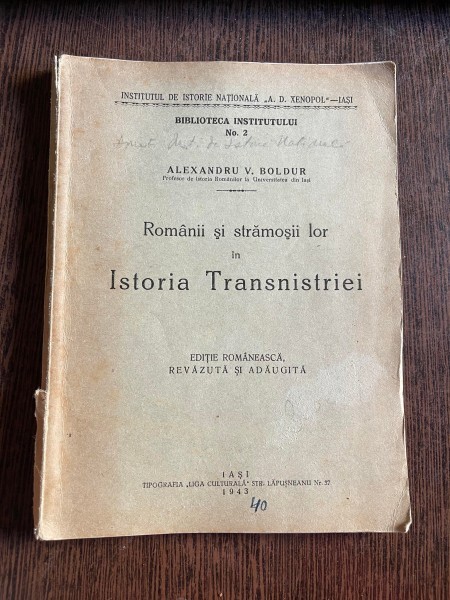 INSTITUTUL DE ISTORIE NAȚIONALĂ „A. D. XENOPOL"—IAȘI
BIBLIOTECA INSTITUTULUI
No. 2
ALEXANDRU V. BOLDUR
Profesor de Istoria Românilor la Universitatea din Iași
Românii și strămoșii lor
în
Istoria Transnistriei
EDIȚIE ROMÂNEASCĂ,
REVĂZUTĂ ȘI ADĂUGITĂ
IAȘI
TIPOGRAFIA „LIGA CULTURALĂ" STR. LĂPUȘNEANU Nr. 37
1943
40